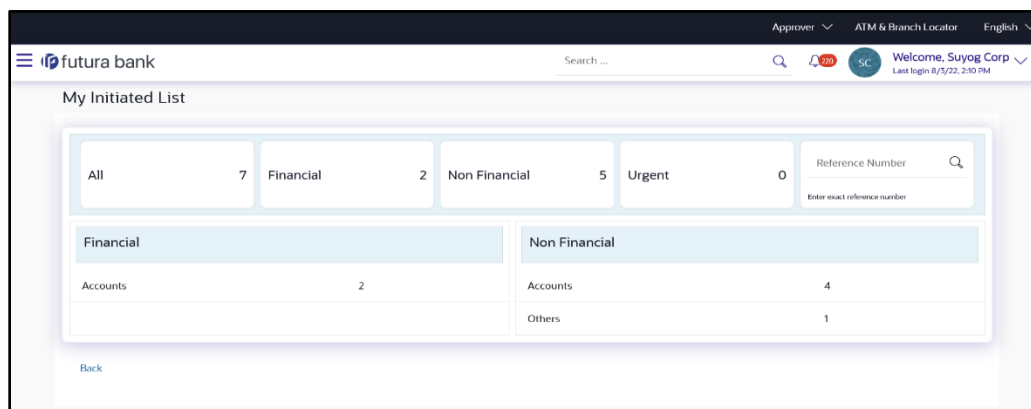 Approver ATM & Branch Locator English
futura bank Search ... 220 SC Welcome, Suyog Corp
Last login 8/3/22, 2:10 PM
My Initiated List
All 7 Financial 2 Non Financial 5 Urgent 0 Reference Number
Enter exact reference number
Financial Non Financial
Accounts 2 Accounts 4
Others 1
Back